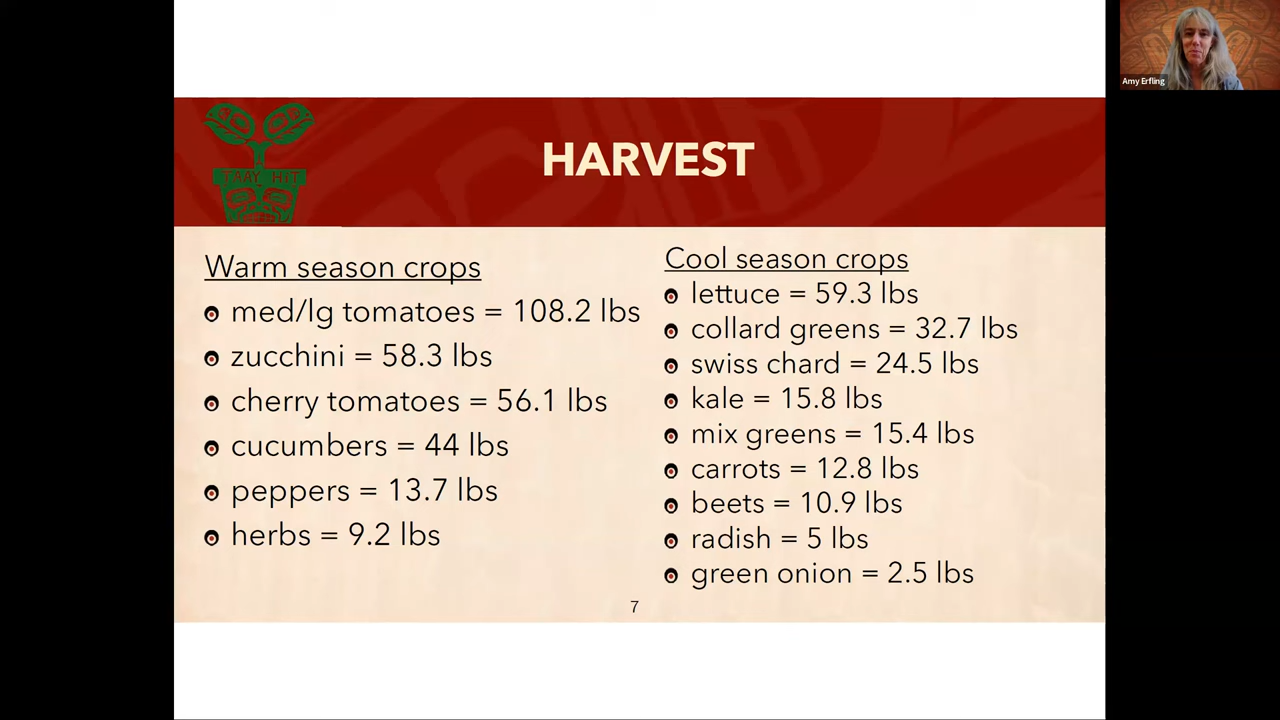 HARVEST
TAAY HIT
Warm season crops
med/lg tomatoes = 108.2 lbs
zucchini = 58.3 lbs
cherry tomatoes = 56.1 lbs
cucumbers = 44 lbs
peppers = 13.7 lbs
herbs = 9.2 lbs
Cool season crops
lettuce = 59.3 lbs
collard greens = 32.7 lbs
swiss chard = 24.5 lbs
kale = 15.8 lbs
mix greens = 15.4 lbs
carrots = 12.8 lbs
beets = 10.9 lbs
radish = 5 lbs
green onion = 2.5 lbs
7
Amy Erfling